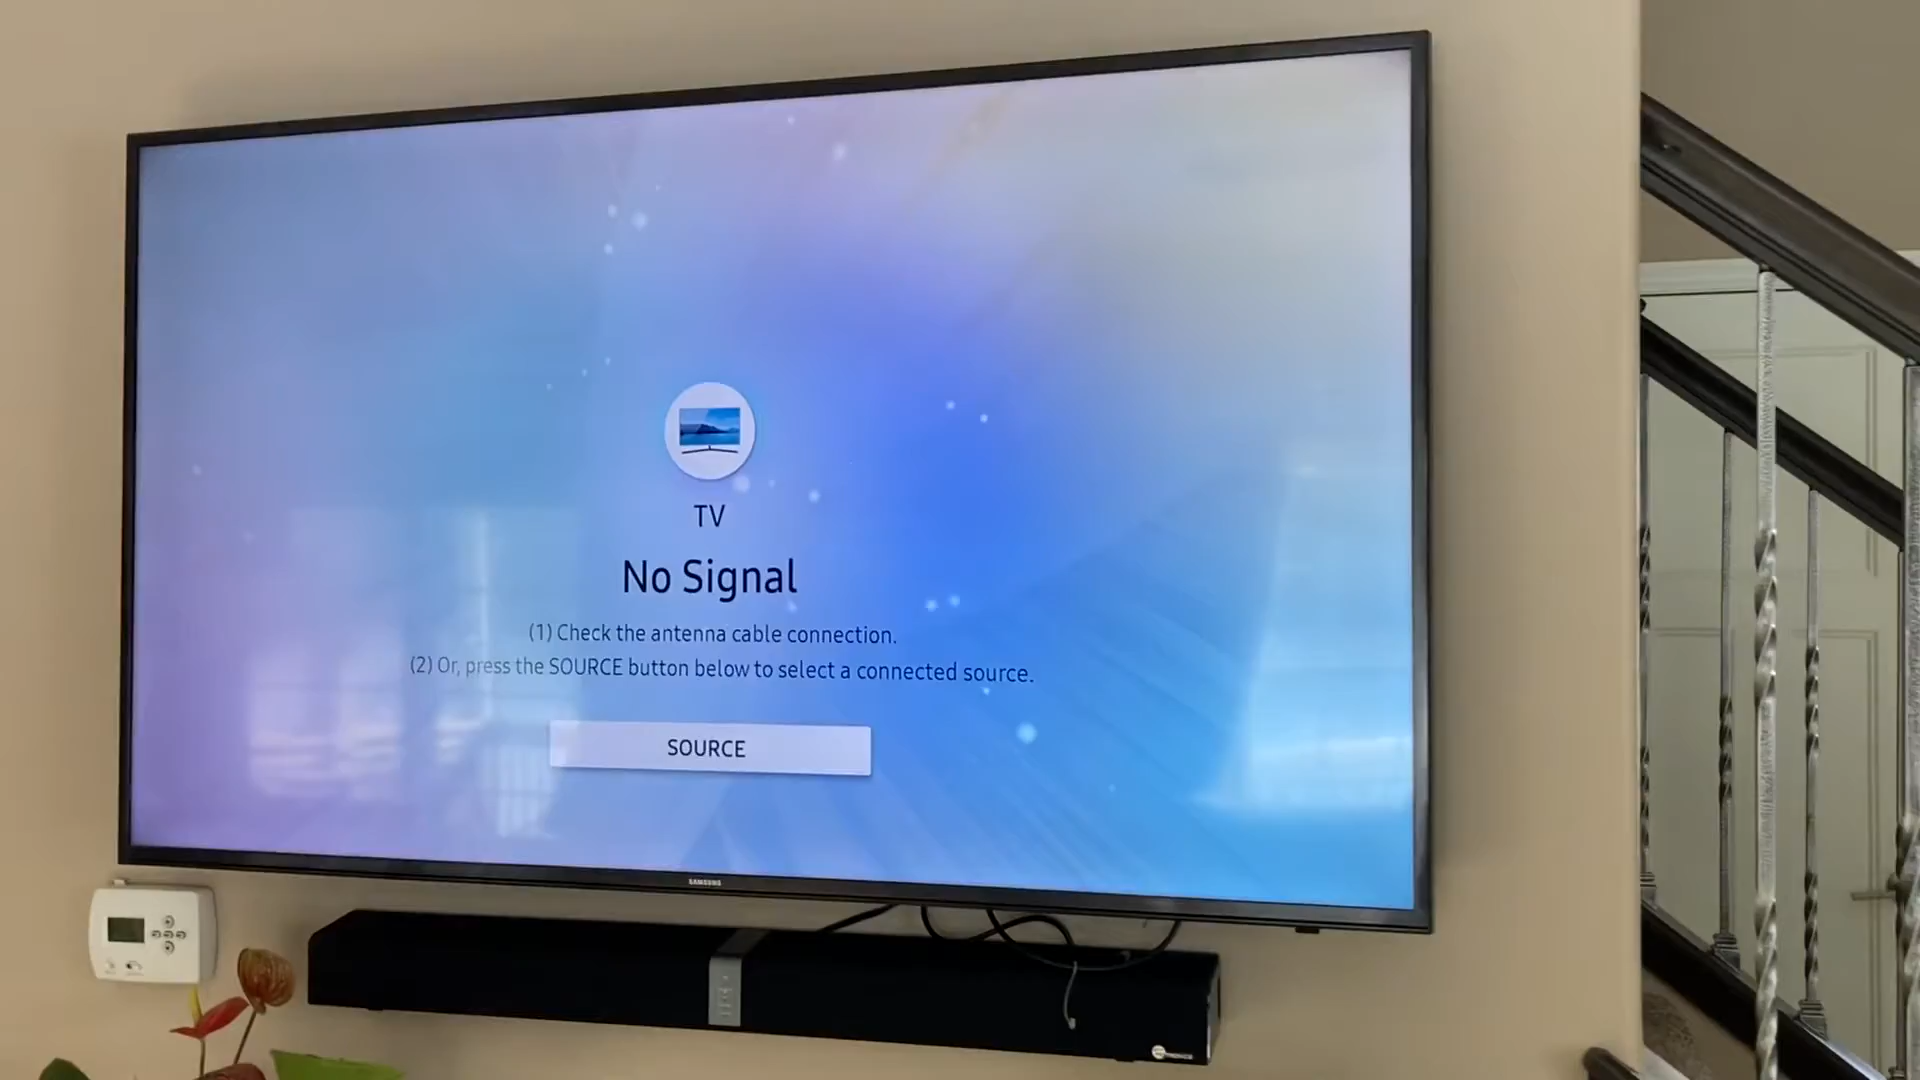 TV
No Signal
(1) Check the antenna cable connection.
(2) Or, press the SOURCE button below to select a connected source.
SOURCE
SAMSUNG